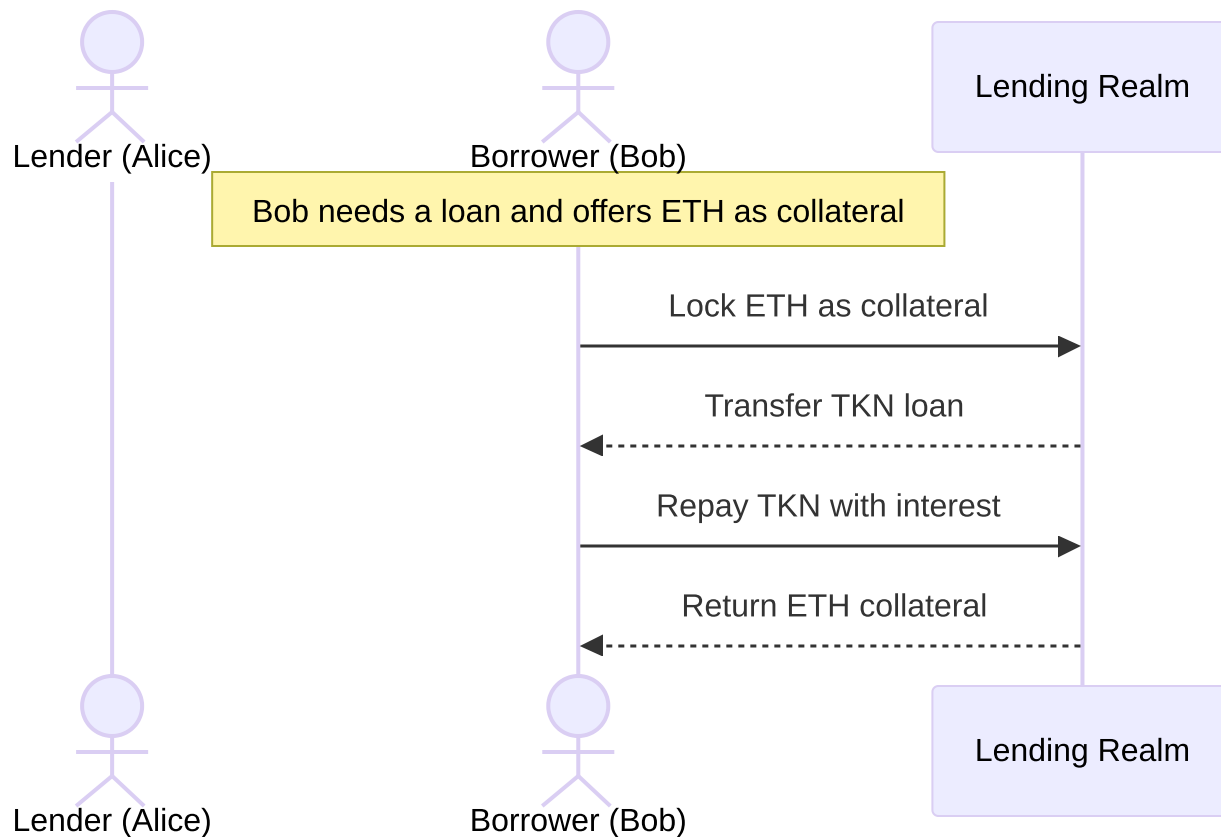 Lending Realm
Lender (Alice)
Borrower (Bob)
Bob needs a loan and offers ETH as collateral
Lock ETH as collateral
Transfer TKN loan
Repay TKN with interest
Return ETH collateral
Lending Realm
Lender (Alice)
Borrower (Bob)